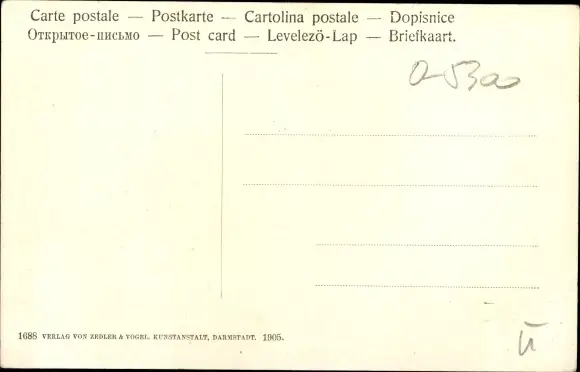 Carte postale — Postkarte — Cartolina postale — Dopisnice
Открытое-письмо — Post card — Levelező-Lap — Briefkaart.
0-5300
1688 VERLAG VON ZEDLER & VOGEL, KUNSTANSTALT, DARMSTADT. 1905.